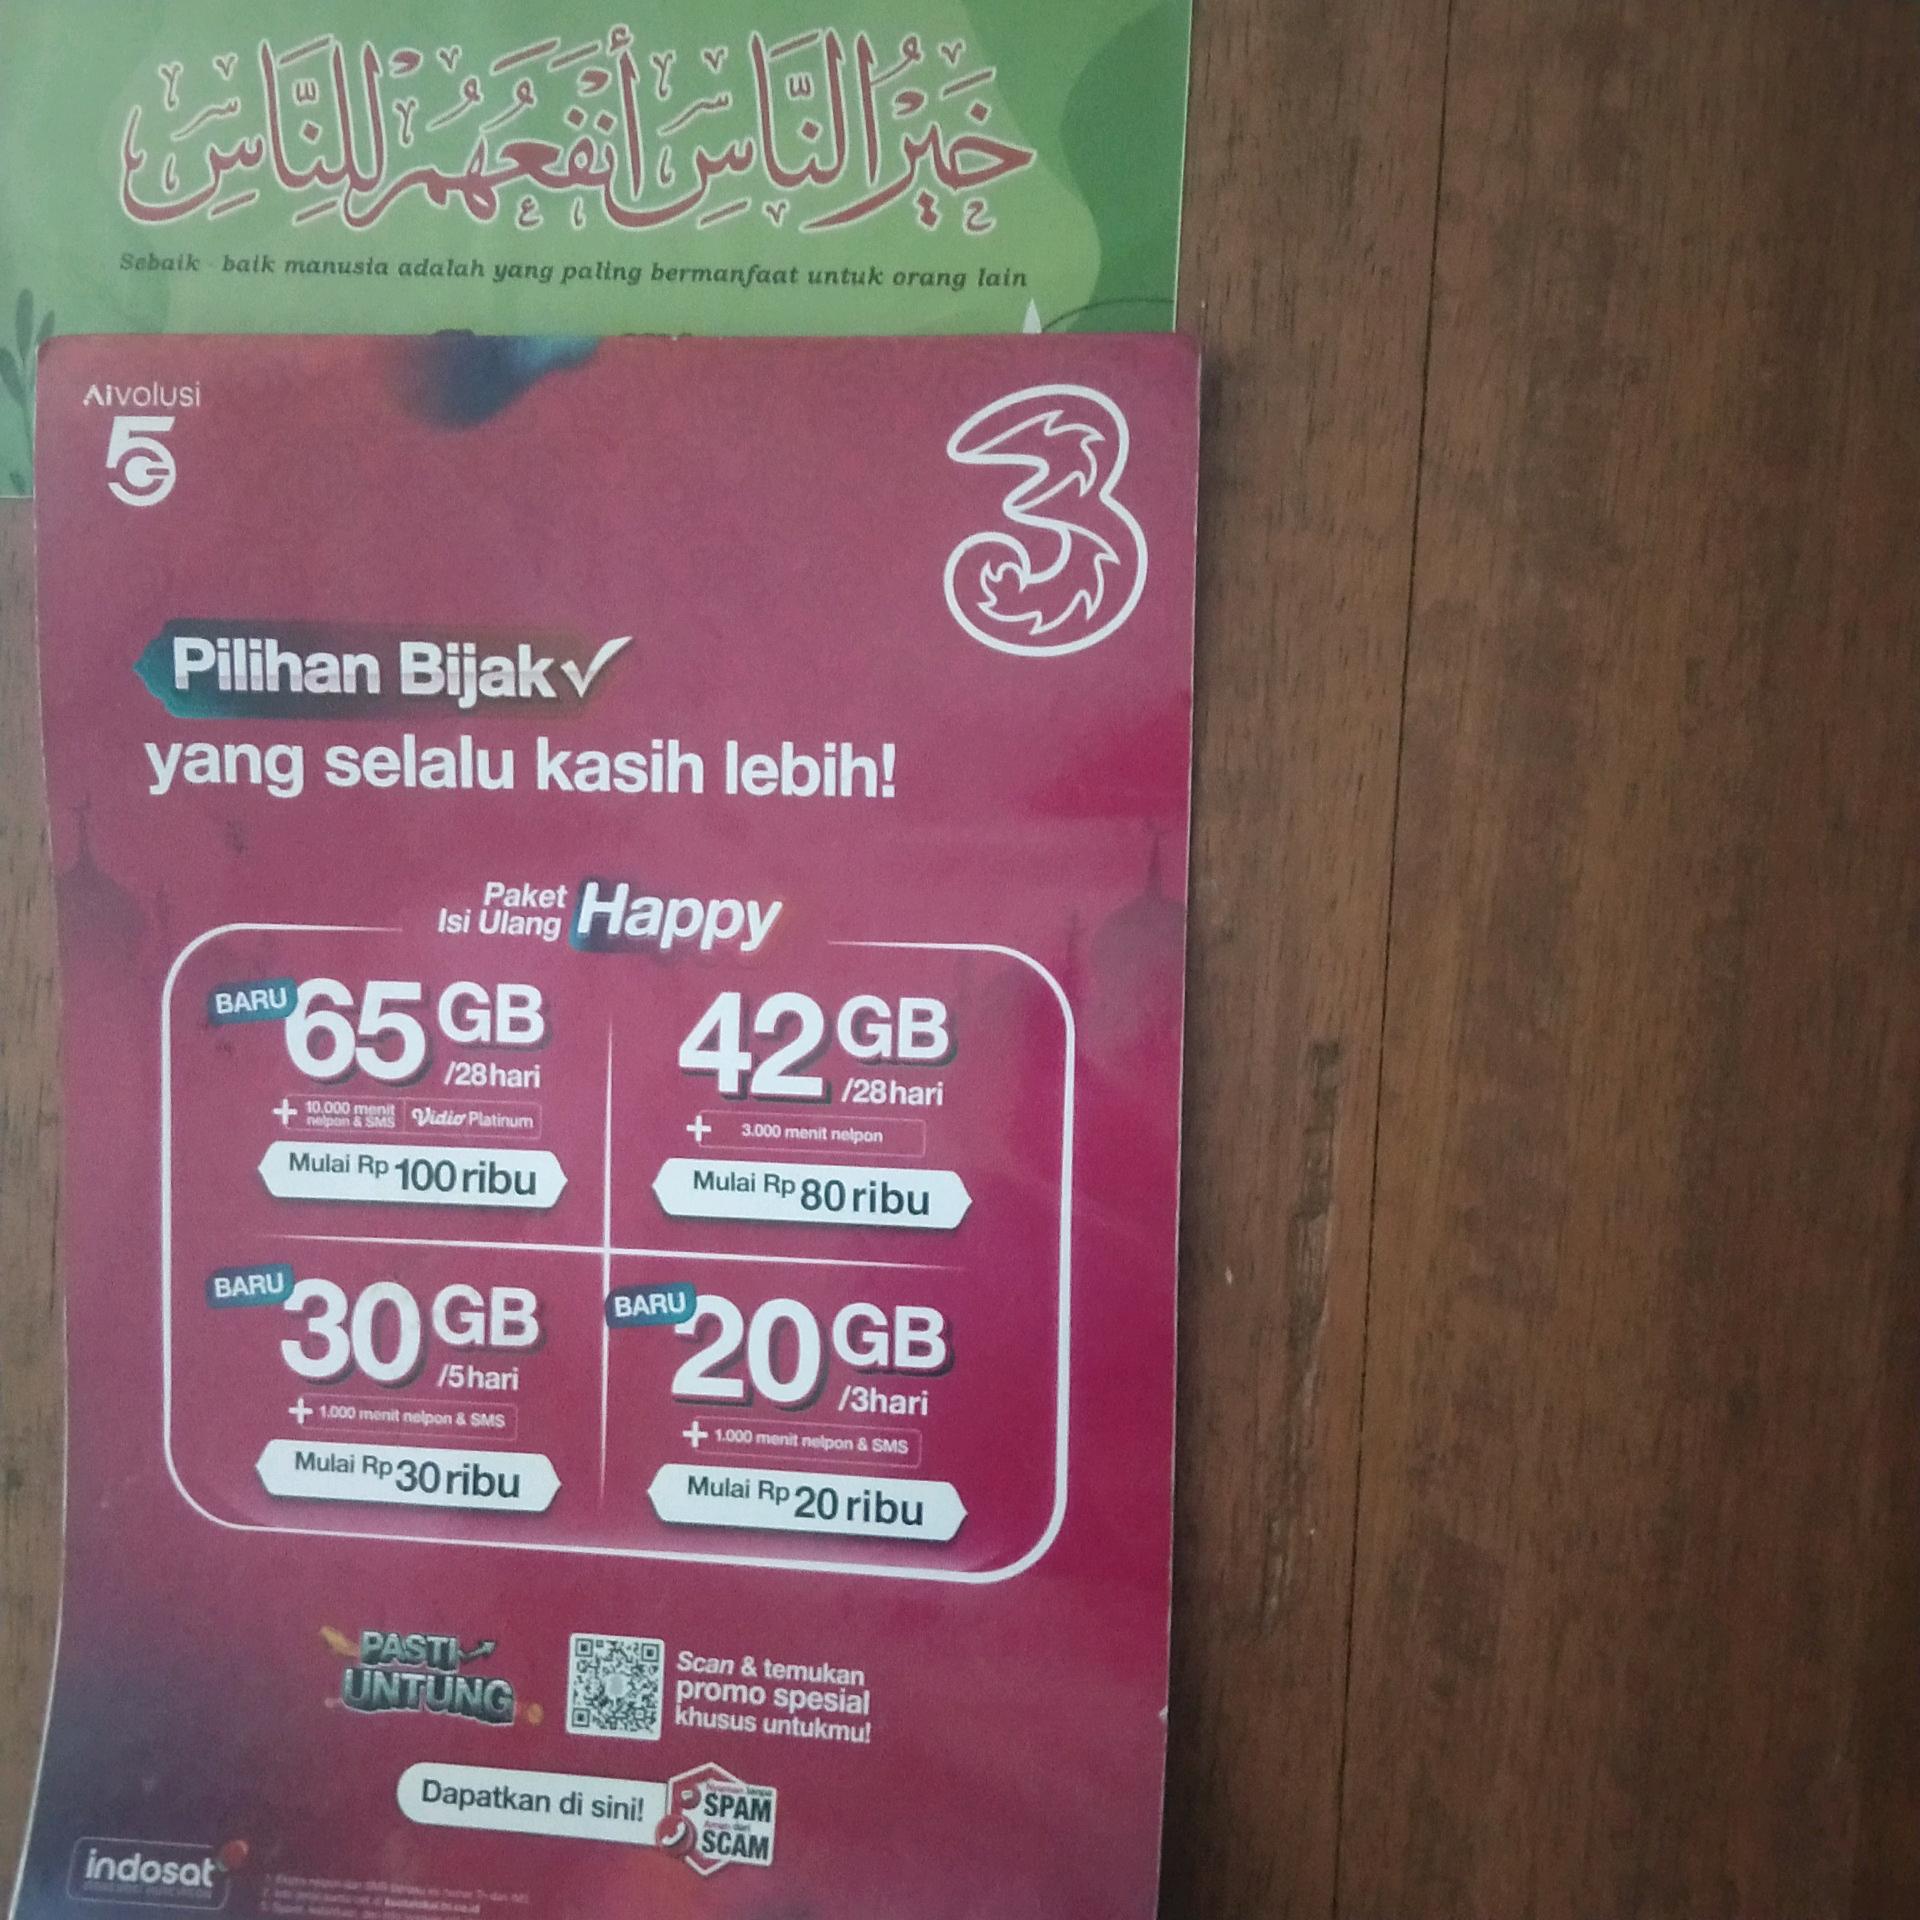 خَيْرُ النَّاسِ أَنْفَعُهُمْ لِلنَّاسِ
Sebaik - baik manusia adalah yang paling bermanfaat untuk orang lain
AIvolusi
5G
3
Pilihan Bijak
yang selalu kasih lebih!
Paket
Isi Ulang
Happy
BARU
65 GB
/28hari
+ 10.000 menit
nelpon & SMS
Vidio Platinum
Mulai Rp 100 ribu
42 GB
/28hari
+ 3.000 menit nelpon
Mulai Rp 80 ribu
BARU
30 GB
/5hari
+ 1.000 menit nelpon & SMS
Mulai Rp 30 ribu
BARU
20 GB
/3hari
+ 1.000 menit nelpon & SMS
Mulai Rp 20 ribu
PASTI
UNTUNG
Scan & temukan
promo spesial
khusus untukmu!
Dapatkan di sini!
SPAM
SCAM
indosat